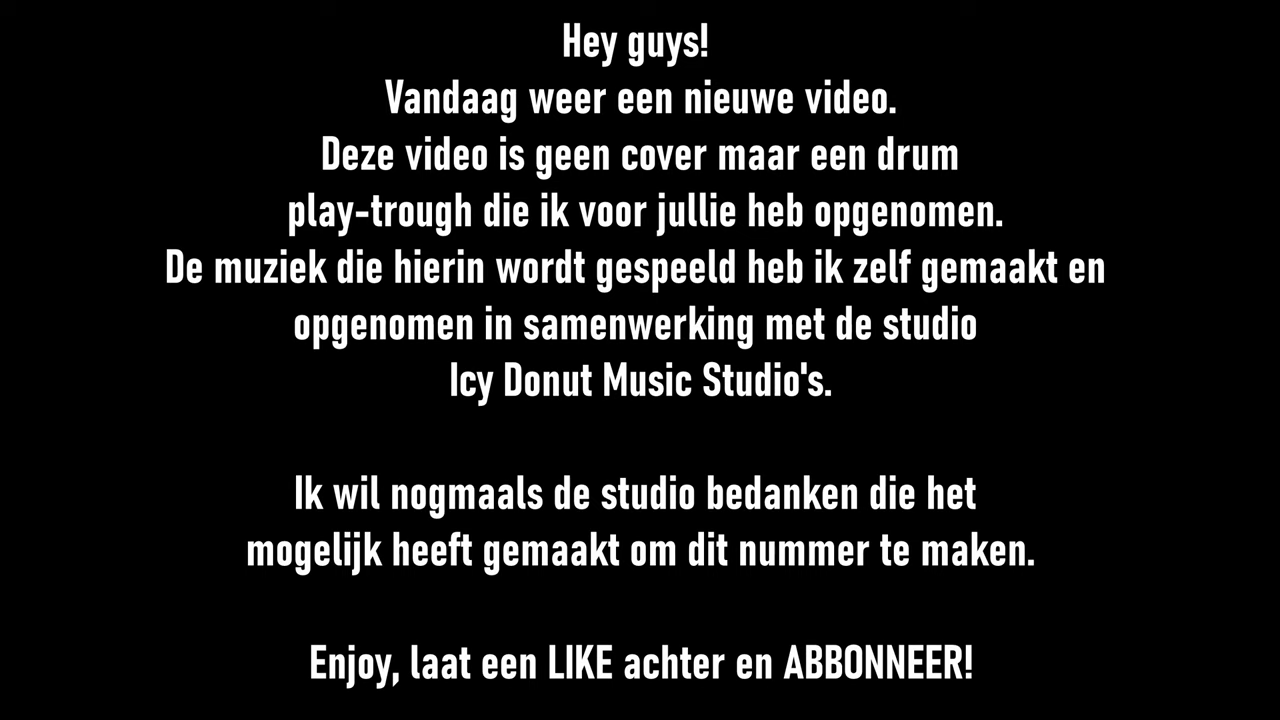 Hey guys!
Vandaag weer een nieuwe video.
Deze video is geen cover maar een drum
play-trough die ik voor jullie heb opgenomen.
De muziek die hierin wordt gespeeld heb ik zelf gemaakt en
opgenomen in samenwerking met de studio
Icy Donut Music Studio's.
Ik wil nogmaals de studio bedanken die het
mogelijk heeft gemaakt om dit nummer te maken.
Enjoy, laat een LIKE achter en ABBONNEER!